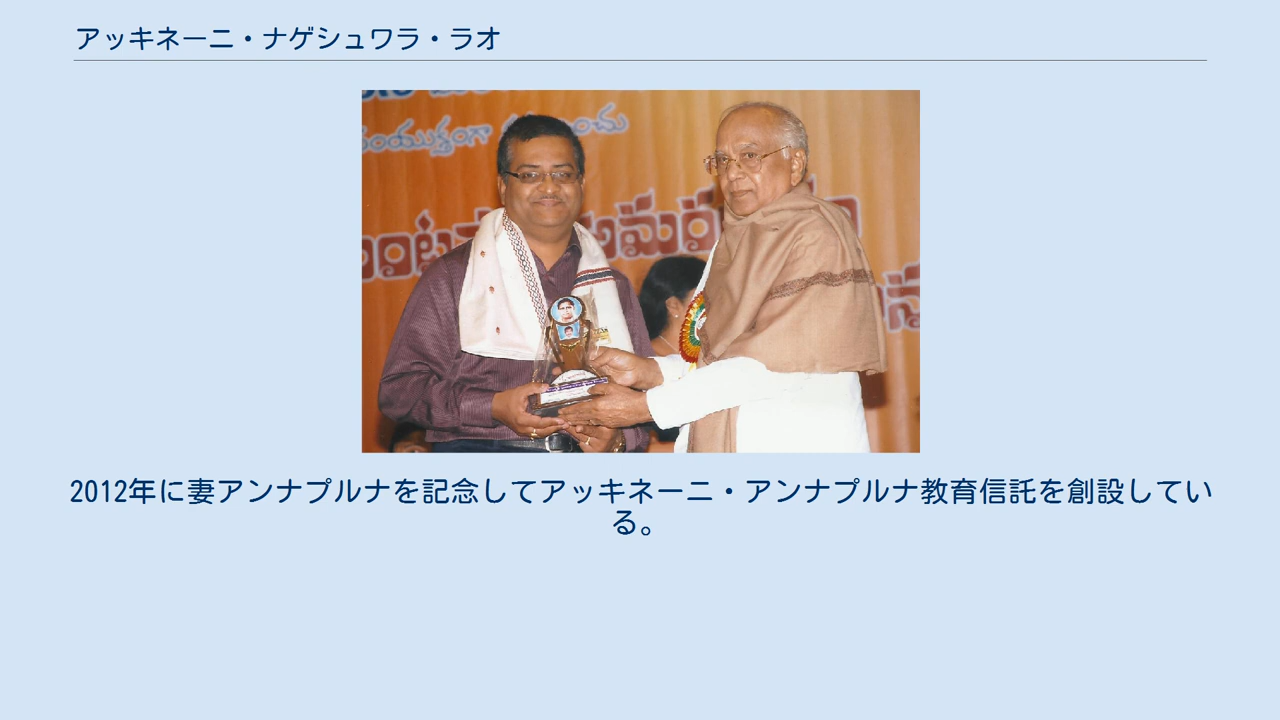 アッキネーニ・ナゲシュワラ・ラオ
సంయుక్తంగా
2012年に妻アンナプルナを記念してアッキネーニ・アンナプルナ教育信託を創設してい
る。